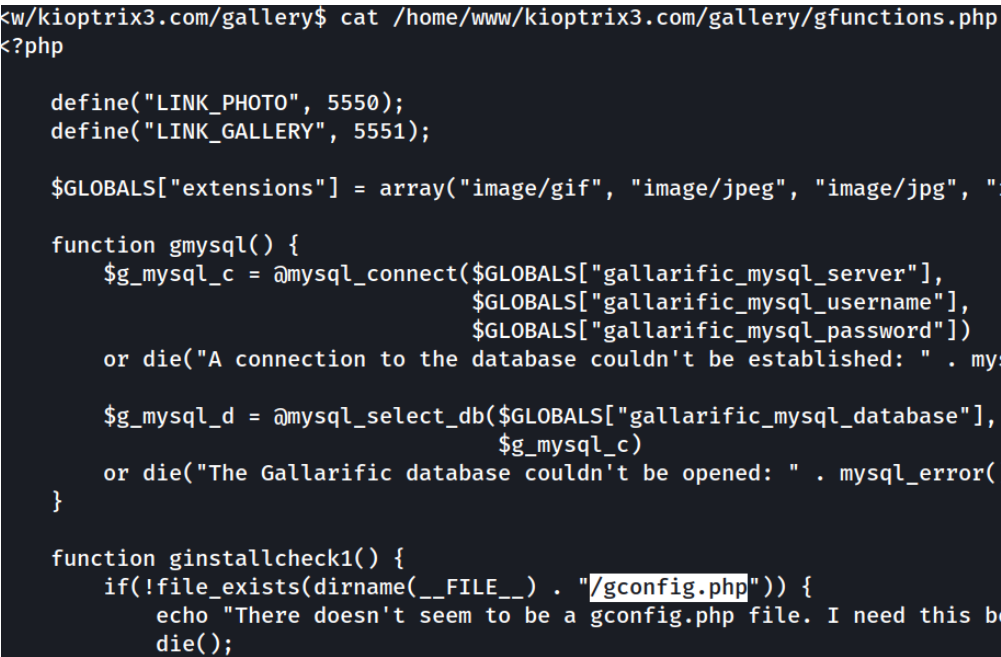 <w/kioptrix3.com/gallery$ cat /home/www/kioptrix3.com/gallery/gfunctions.php
<?php
define("LINK_PHOTO", 5550);
define("LINK_GALLERY", 5551);
$GLOBALS["extensions"] = array("image/gif", "image/jpeg", "image/jpg", "
function gmysql() {
$g_mysql_c = @mysql_connect($GLOBALS["gallarific_mysql_server"],
$GLOBALS["gallarific_mysql_username"],
$GLOBALS["gallarific_mysql_password"])
or die("A connection to the database couldn't be established: " . my
$g_mysql_d = @mysql_select_db($GLOBALS["gallarific_mysql_database"],
$g_mysql_c)
or die("The Gallarific database couldn't be opened: " . mysql_error(
}
function ginstallcheck1() {
if(!file_exists(dirname(__FILE__) . "/gconfig.php")) {
echo "There doesn't seem to be a gconfig.php file. I need this b
die();